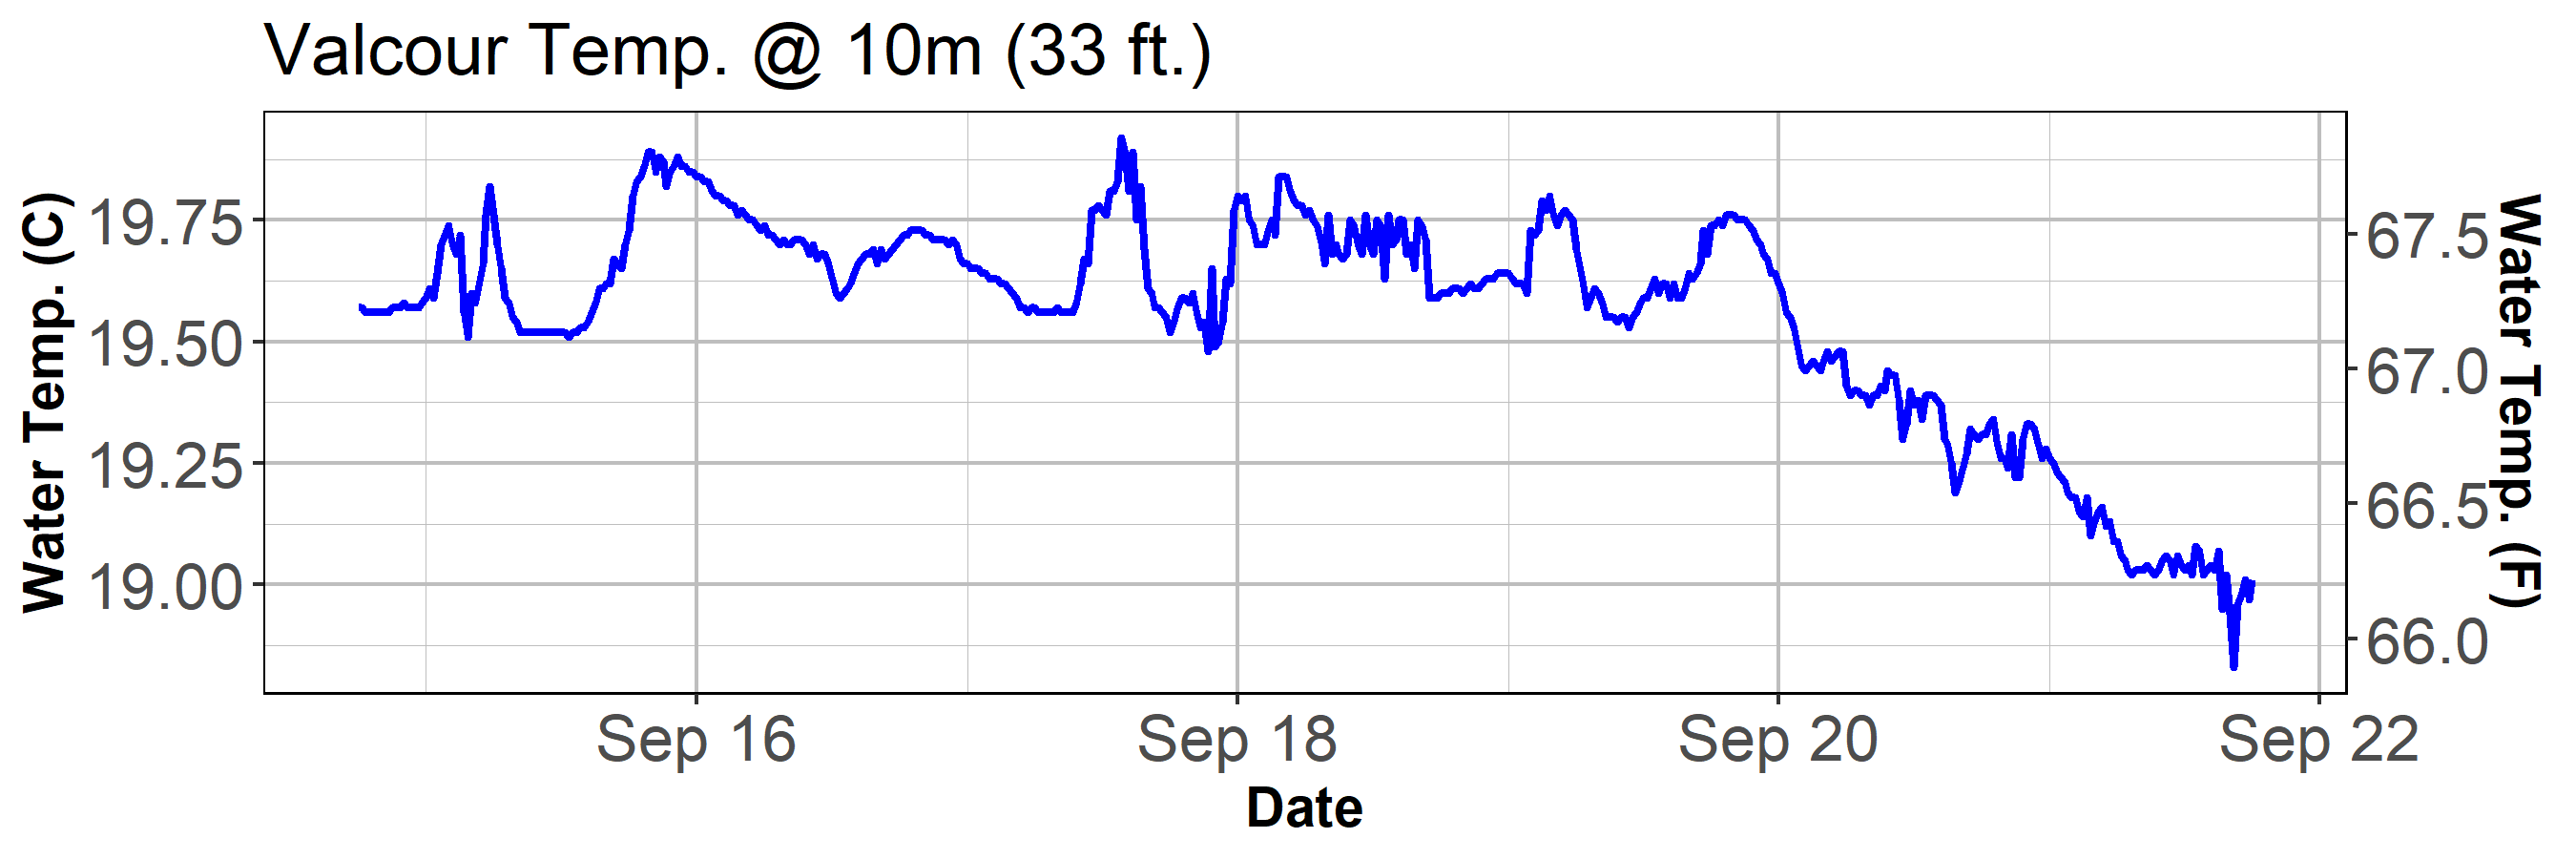 Valcour Temp. @ 10m (33 ft.)
Water Temp. (C)
19.75
19.50
19.25
19.00
67.5
67.0
66.5
66.0
Water Temp. (F)
Sep 16 Sep 18 Sep 20 Sep 22
Date